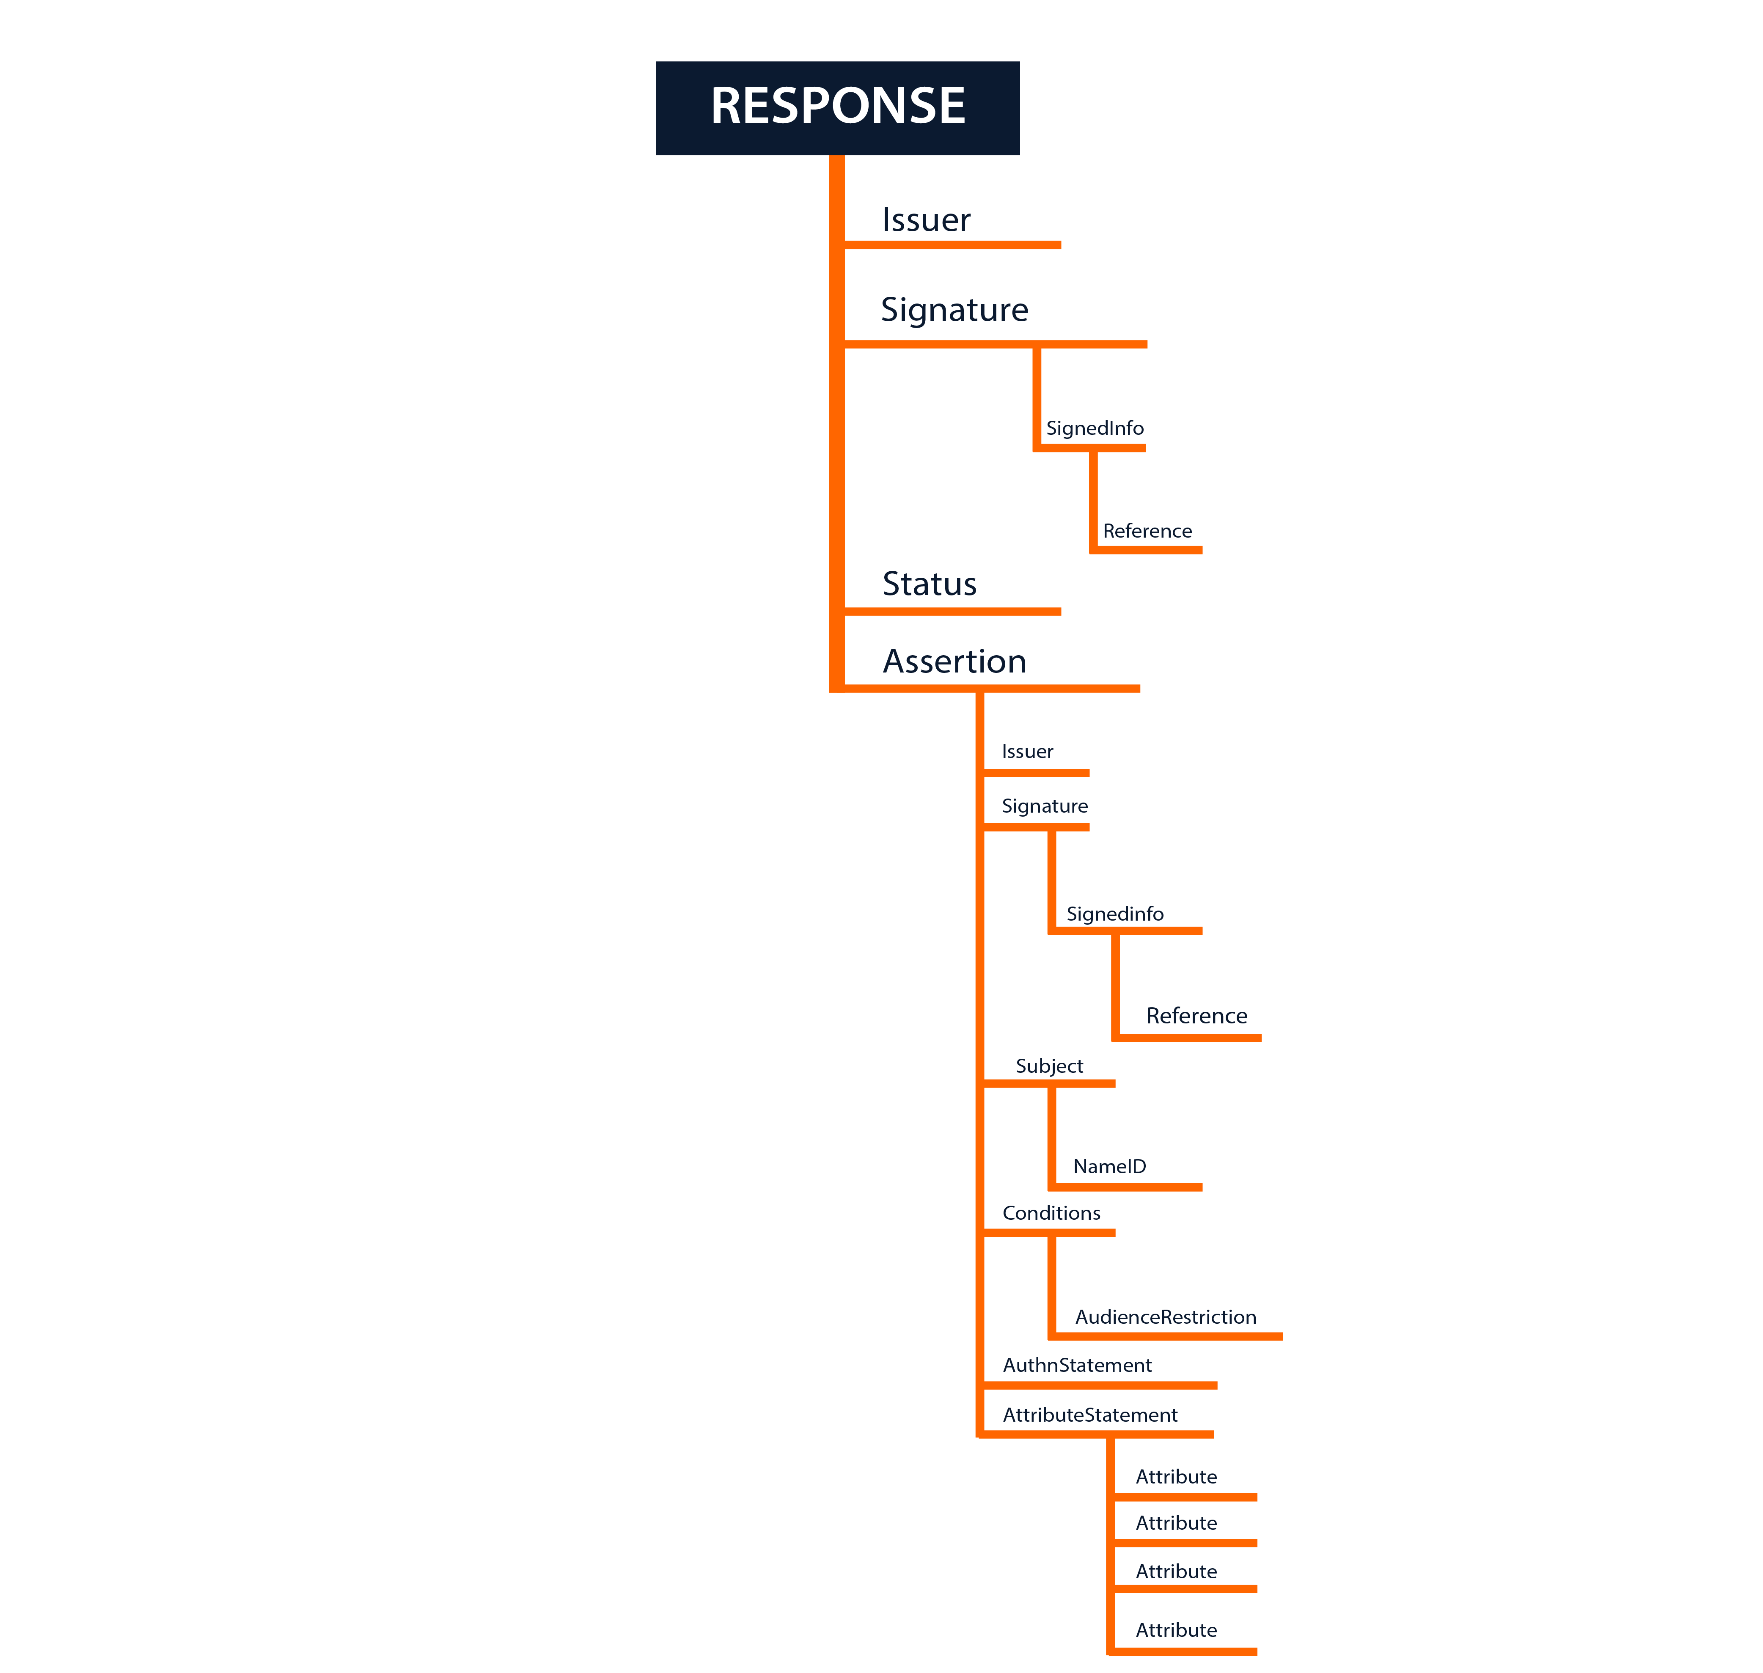 RESPONSE
Issuer
Signature
SignedInfo
Reference
Status
Assertion
Issuer
Signature
Signedinfo
Reference
Subject
NameID
Conditions
AudienceRestriction
AuthnStatement
AttributeStatement
Attribute
Attribute
Attribute
Attribute